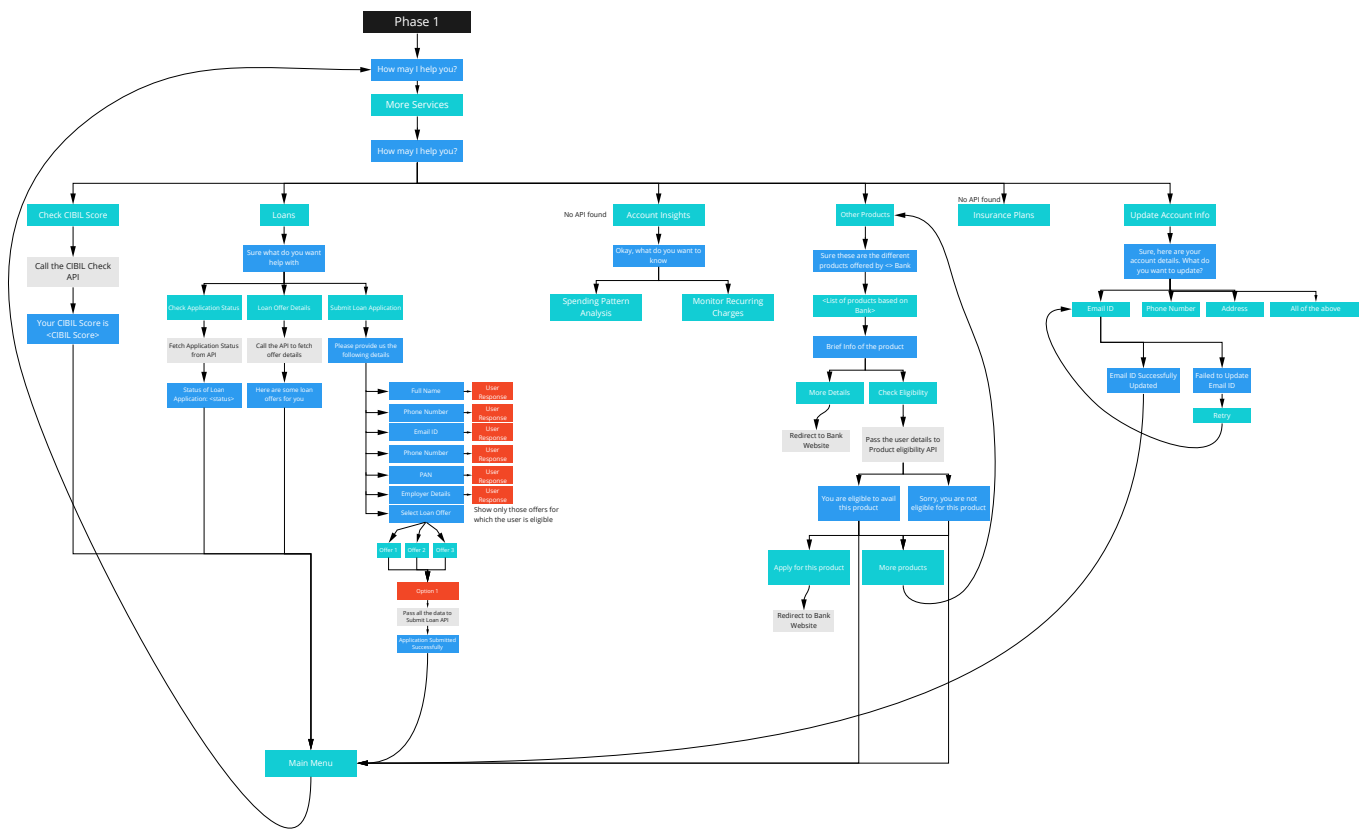 Phase 1
How may I help you?
More Services
How may I help you?
Check CIBIL Score
Call the CIBIL Check
API
Your CIBIL Score is
<CIBIL Score>
Loans
Sure what do you want
help with
Check Application Status
Fetch Application Status
from API
Status of Loan
Application: <status>
Loan Offer Details
Call the API to fetch
offer details
Here are some loan
offers for you
Submit Loan Application
Please provide us the
following details
Full Name
User
Response
Phone Number
User
Response
Email ID
User
Response
Phone Number
User
Response
PAN
User
Response
Employer Details
User
Response
Select Loan Offer
Show only those offers for
which the user is eligible
Offer 1
Offer 2
Offer 3
Option 1
Pass all the data to
Submit Loan API
Application Submitted
Successfully
Main Menu
No API found
Account Insights
Okay, what do you want to
know
Spending Pattern
Analysis
Monitor Recurring
Charges
Other Products
Sure these are the different
products offered by <> Bank
<List of products based on
Bank>
Brief Info of the product
More Details
Redirect to Bank
Website
Check Eligibility
Pass the user details to
Product eligibility API
You are eligible to avail
this product
Sorry, you are not
eligible for this product
Apply for this product
More products
Redirect to Bank
Website
No API found
Insurance Plans
Update Account Info
Sure, here are your
account details. What do
you want to update?
Email ID
Phone Number
Address
All of the above
Email ID Successfully
Updated
Failed to Update
Email ID
Retry